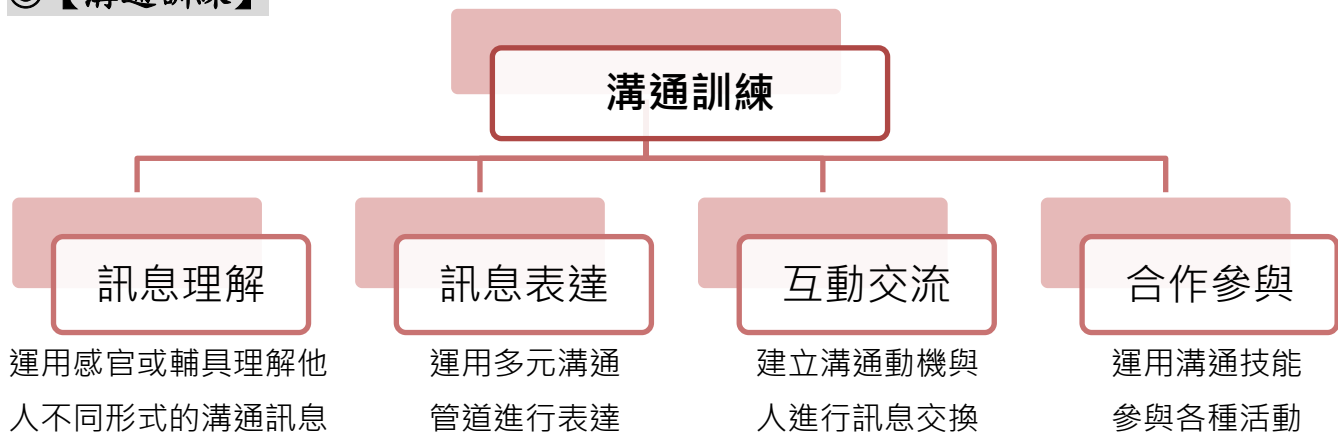 【溝通訓練】
溝通訓練
訊息理解
運用感官或輔具理解他
人不同形式的溝通訊息
訊息表達
運用多元溝通
管道進行表達
互動交流
建立溝通動機與
人進行訊息交換
合作參與
運用溝通技能
參與各種活動